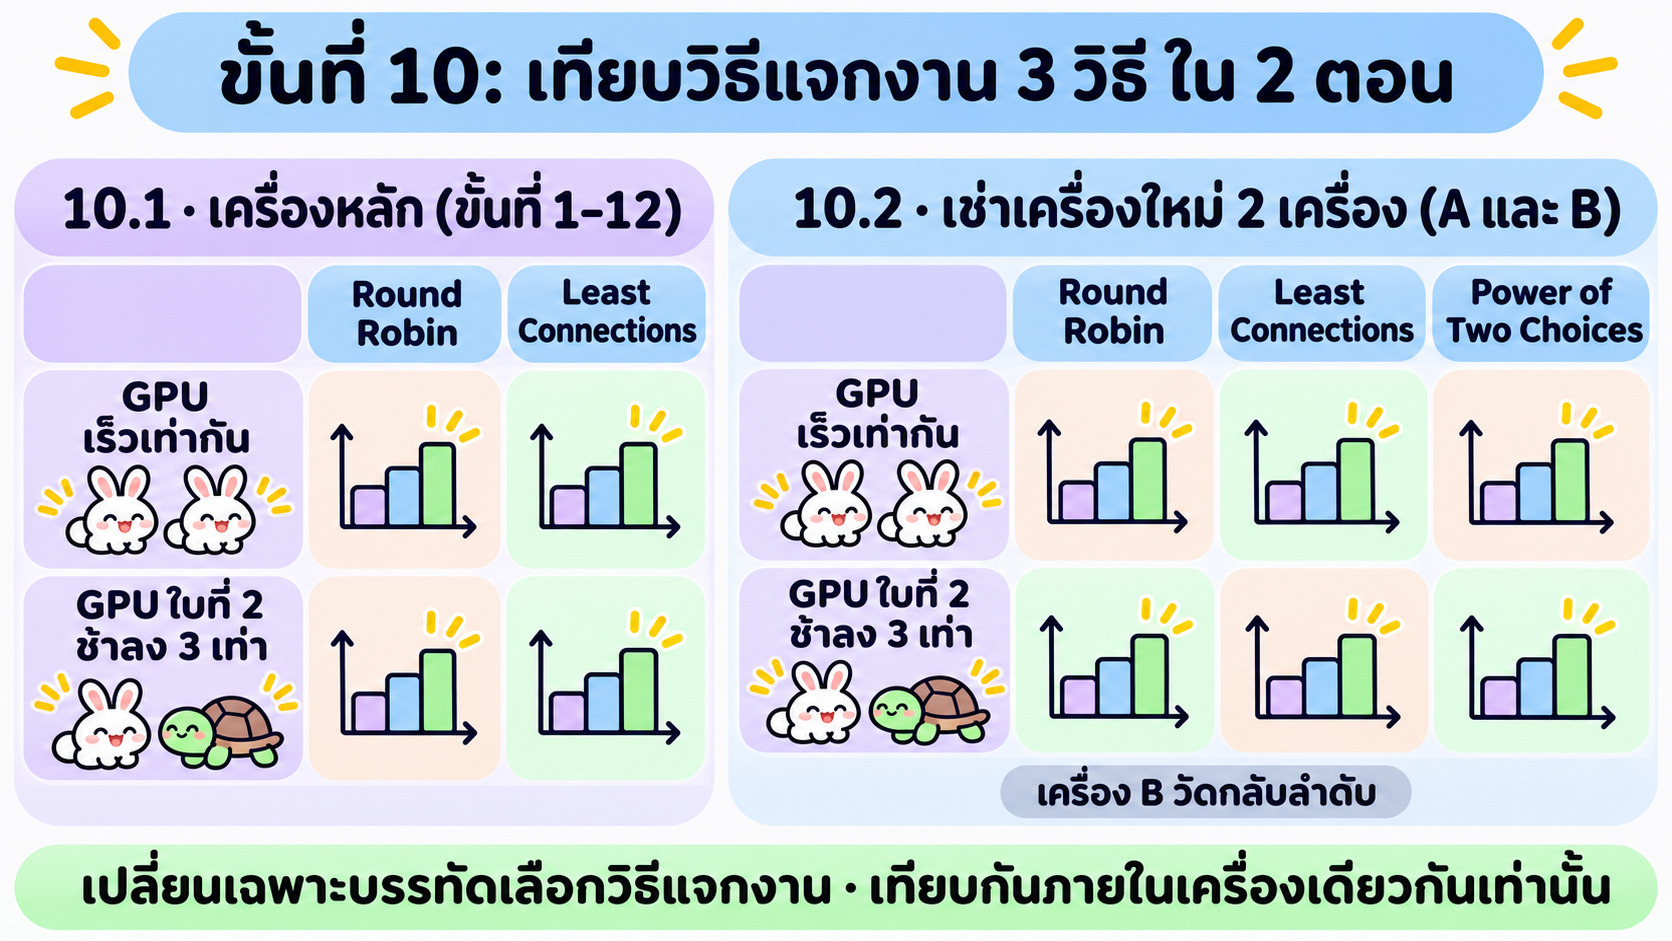 ขั้นที่ 10: เทียบวิธีแจกงาน 3 วิธี ใน 2 ตอน
10.1 · เครื่องหลัก (ขั้นที่ 1–12)
Round
Robin
Least
Connections
GPU
เร็วเท่ากัน
GPU ใบที่ 2
ช้าลง 3 เท่า
10.2 · เช่าเครื่องใหม่ 2 เครื่อง (A และ B)
Round
Robin
Least
Connections
Power of
Two Choices
GPU
เร็วเท่ากัน
GPU ใบที่ 2
ช้าลง 3 เท่า
เครื่อง B วัดกลับลำดับ
เปลี่ยนเฉพาะบรรทัดเลือกวิธีแจกงาน · เทียบกันภายในเครื่องเดียวกันเท่านั้น